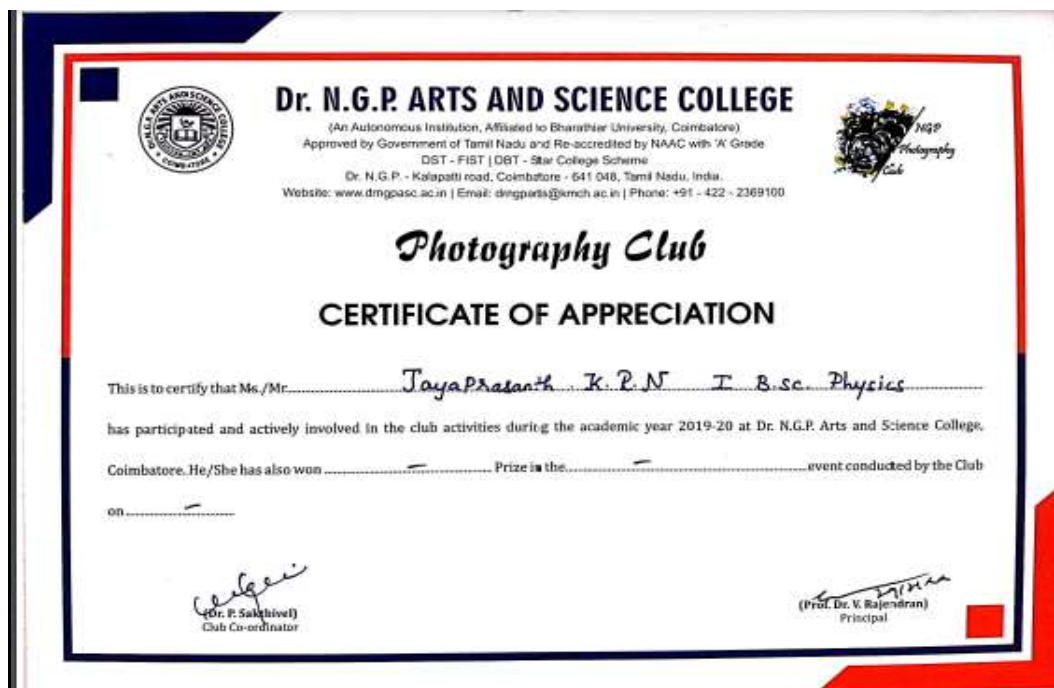 Dr. N.G.P. ARTS AND SCIENCE COLLEGE
(An Autonomous Institution, Affiliated to Bharathiar University, Coimbatore)
Approved by Government of Tamil Nadu and Re-accredited by NAAC with 'A' Grade
DST - FIST | DBT - Star College Scheme
Dr. N.G.P. - Kalapatti road, Coimbatore - 641 048, Tamil Nadu, India.
Website: www.drngpasc.ac.in | Email: drngparts@kmch.ac.in | Phone: +91 - 422 - 2369100
DR. N.G.P. ARTS AND SCIENCE COLLEGE
COIMBATORE
NGP
Photography
Club
Photography Club
CERTIFICATE OF APPRECIATION
This is to certify that Ms./Mr. JayaPrasanth. K.P.N I B.sc. Physics
has participated and actively involved in the club activities during the academic year 2019-20 at Dr. N.G.P. Arts and Science College,
Coimbatore. He/She has also won - Prize in the - event conducted by the Club
on -
(Dr. P. Sakthivel)
Club Co-ordinator
(Prof. Dr. V. Rajendran)
Principal